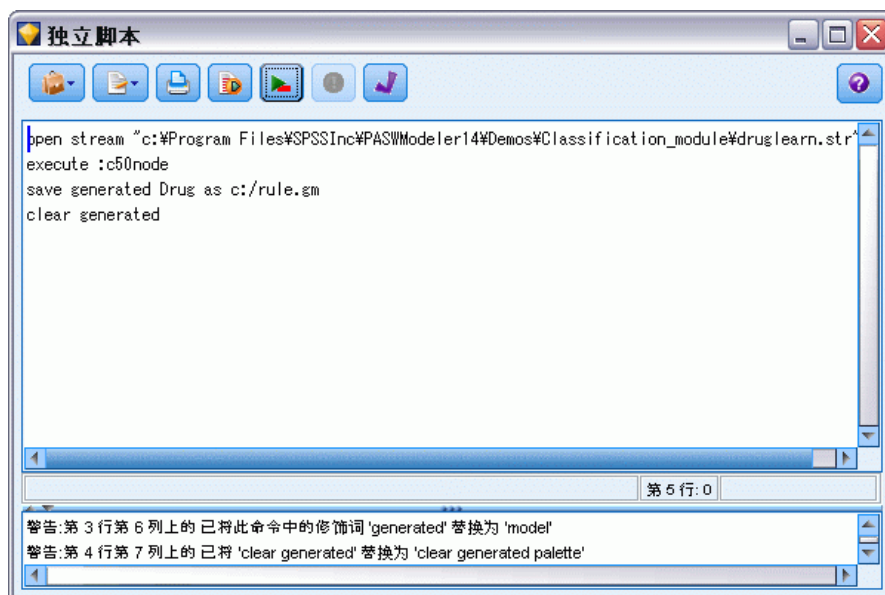 独立脚本
open stream "c:¥Program Files¥SPSSInc¥PASWModeler14¥Demos¥Classification_module¥druglearn.str"
execute :c50node
save generated Drug as c:/rule.gm
clear generated
第 5 行: 0
警告:第 3 行第 6 列上的 已将此命令中的修饰词 'generated' 替换为 'model'
警告:第 4 行第 7 列上的 已将 'clear generated' 替换为 'clear generated palette'